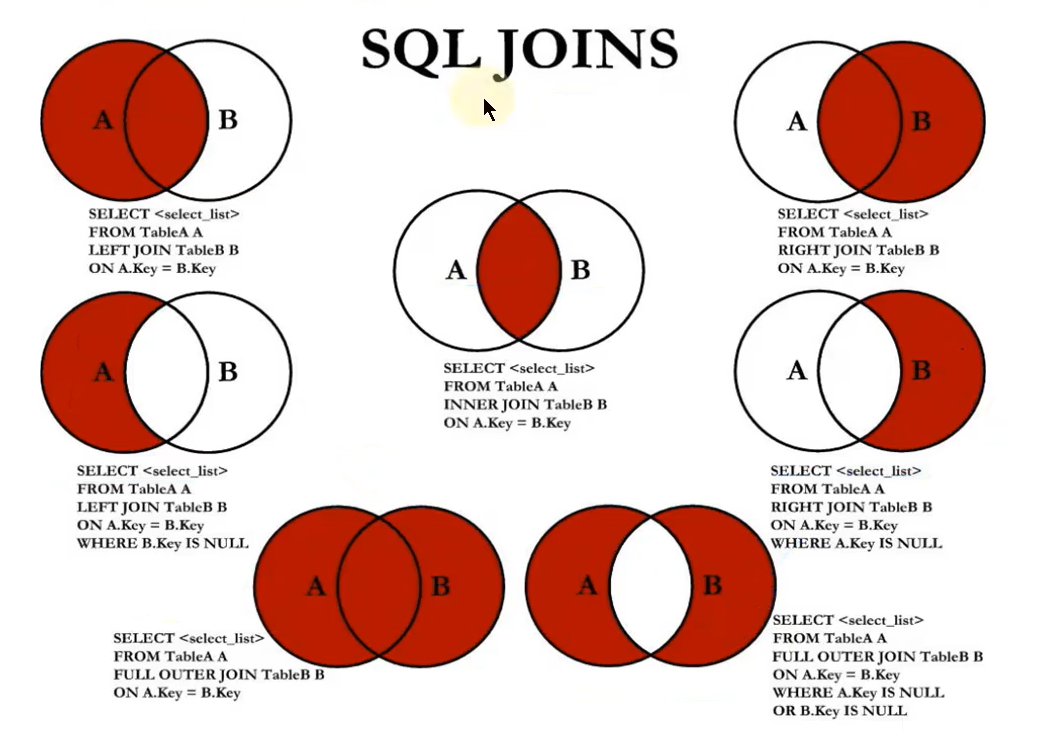 SQL JOINS
A B
SELECT <select_list>
FROM TableA A
LEFT JOIN TableB B
ON A.Key = B.Key
A B
SELECT <select_list>
FROM TableA A
RIGHT JOIN TableB B
ON A.Key = B.Key
A B
SELECT <select_list>
FROM TableA A
INNER JOIN TableB B
ON A.Key = B.Key
A B
SELECT <select_list>
FROM TableA A
LEFT JOIN TableB B
ON A.Key = B.Key
WHERE B.Key IS NULL
A B
SELECT <select_list>
FROM TableA A
RIGHT JOIN TableB B
ON A.Key = B.Key
WHERE A.Key IS NULL
A B
SELECT <select_list>
FROM TableA A
FULL OUTER JOIN TableB B
ON A.Key = B.Key
A B
SELECT <select_list>
FROM TableA A
FULL OUTER JOIN TableB B
ON A.Key = B.Key
WHERE A.Key IS NULL
OR B.Key IS NULL